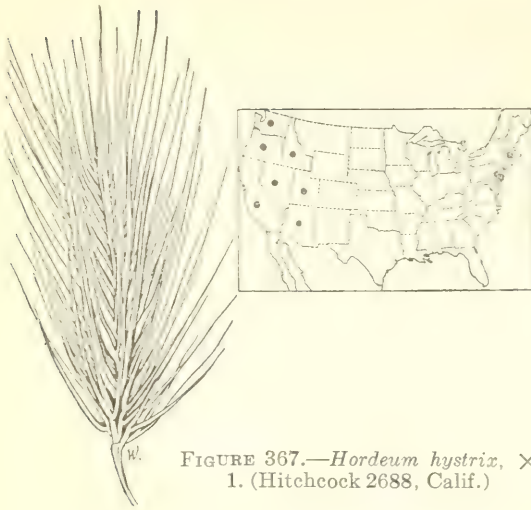 W.
FIGURE 367.—Hordeum hystrix, ×
1. (Hitchcock 2688, Calif.)